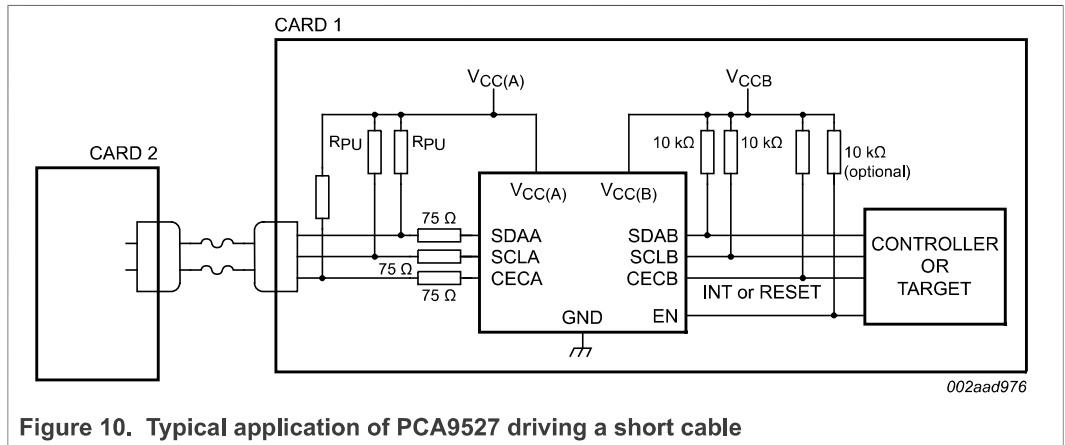 CARD 1
VCC(A)
VCCB
RPU
RPU
10 kΩ
10 kΩ
10 kΩ
(optional)
CARD 2
VCC(A)
VCC(B)
75 Ω
75 Ω
75 Ω
SDAA
SCLA
CECA
SDAB
SCLB
CECB
GND
EN
INT or RESET
CONTROLLER
OR
TARGET
002aad976
Figure 10. Typical application of PCA9527 driving a short cable